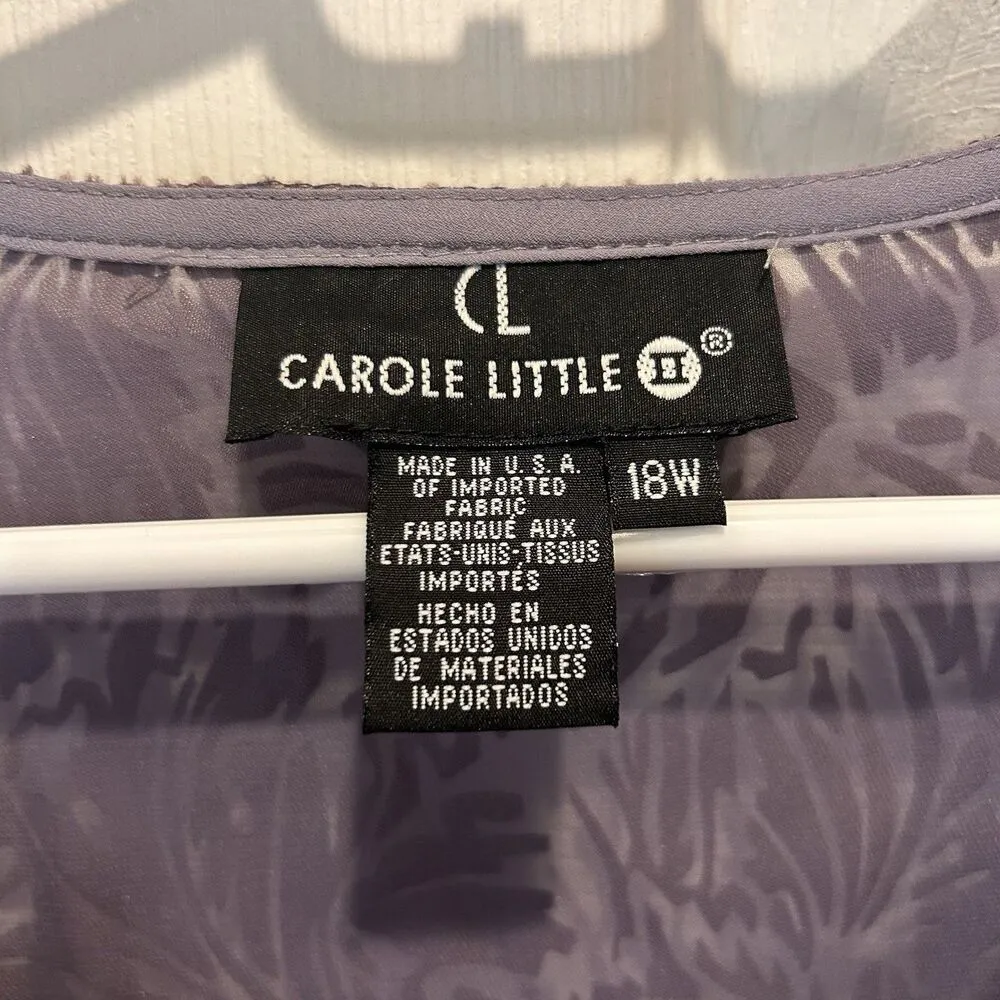 CL
CAROLE LITTLE II ®
18W
MADE IN U.S.A.
OF IMPORTED
FABRIC
FABRIQUÉ AUX
ETATS-UNIS-TISSUS
IMPORTÉS
HECHO EN
ESTADOS UNIDOS
DE MATERIALES
IMPORTADOS